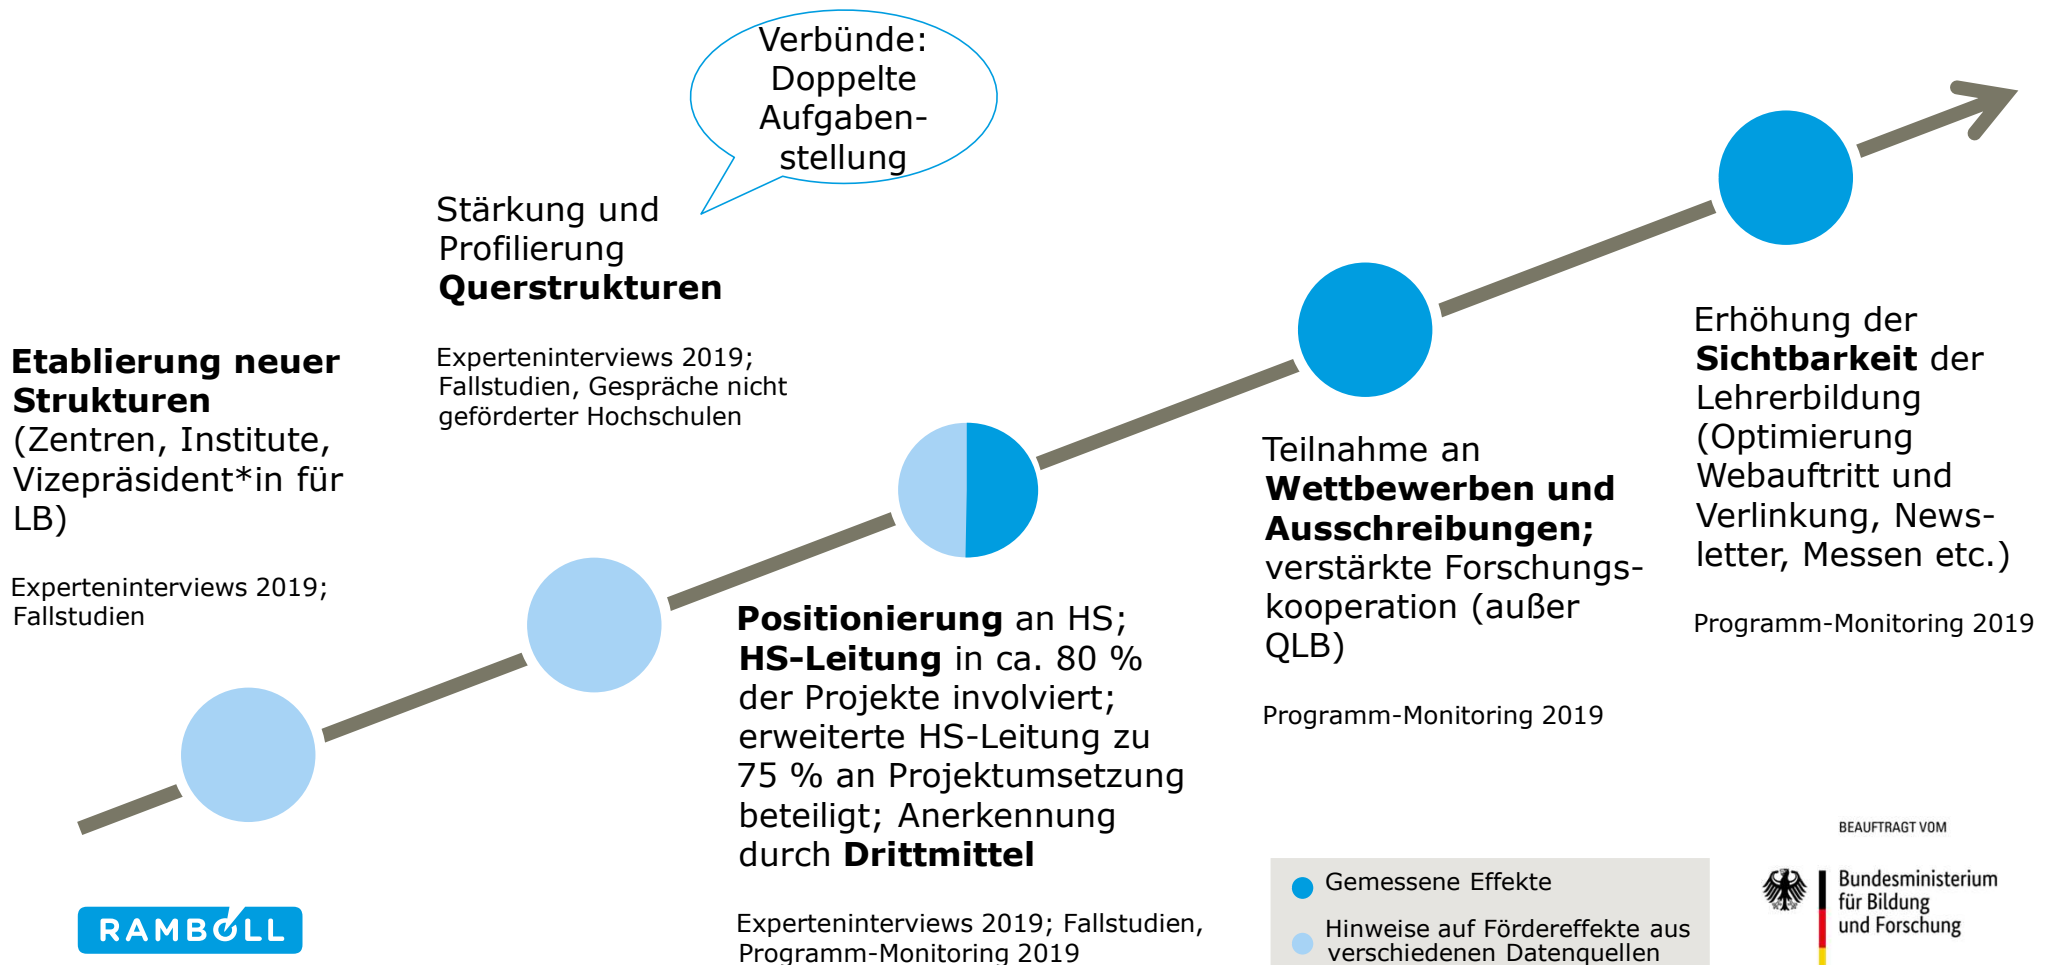 Verbünde:
Doppelte
Aufgaben-
stellung
Stärkung und
Profilierung
Querstrukturen
Experteninterviews 2019;
Fallstudien, Gespräche nicht
geförderter Hochschulen
Etablierung neuer
Strukturen
(Zentren, Institute,
Vizepräsident*in für
LB)
Experteninterviews 2019;
Fallstudien
Positionierung an HS;
HS-Leitung in ca. 80 %
der Projekte involviert;
erweiterte HS-Leitung zu
75 % an Projektumsetzung
beteiligt; Anerkennung
durch Drittmittel
Experteninterviews 2019; Fallstudien,
Programm-Monitoring 2019
Teilnahme an
Wettbewerben und
Ausschreibungen;
verstärkte Forschungs-
kooperation (außer
QLB)
Programm-Monitoring 2019
Erhöhung der
Sichtbarkeit der
Lehrerbildung
(Optimierung
Webauftritt und
Verlinkung, News-
letter, Messen etc.)
Programm-Monitoring 2019
Gemessene Effekte
Hinweise auf Fördereffekte aus
verschiedenen Datenquellen
RAMBOLL
BEAUFTRAGT VOM
Bundesministerium
für Bildung
und Forschung